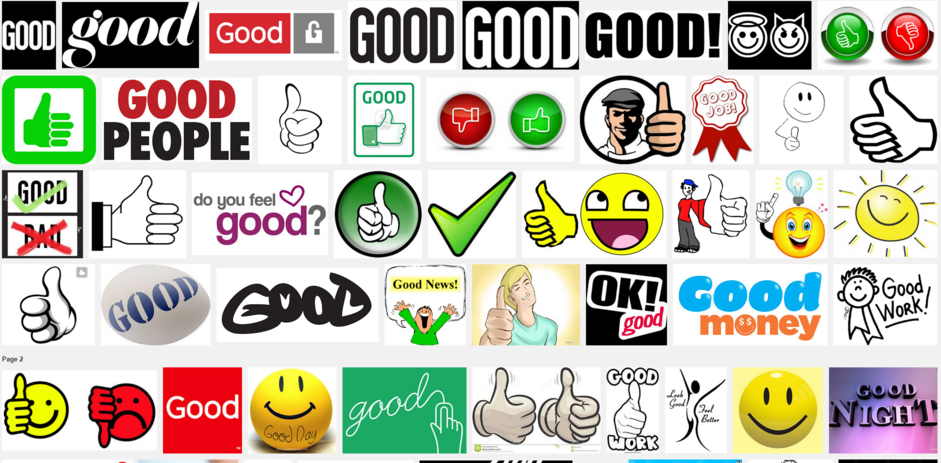 GOOD
good
Good
GOOD
GOOD
GOOD!
GOOD
PEOPLE
GOOD
GOOD
JOB!
GOOD
BAD
do you feel
good?
GOOD
GOOD
Good News!
OK!
good
Good
money
Good
Work!
Page 2
Good
Good Day
good
GOOD
WORK
Look
Good
Feel
Better
GOOD
NIGHT